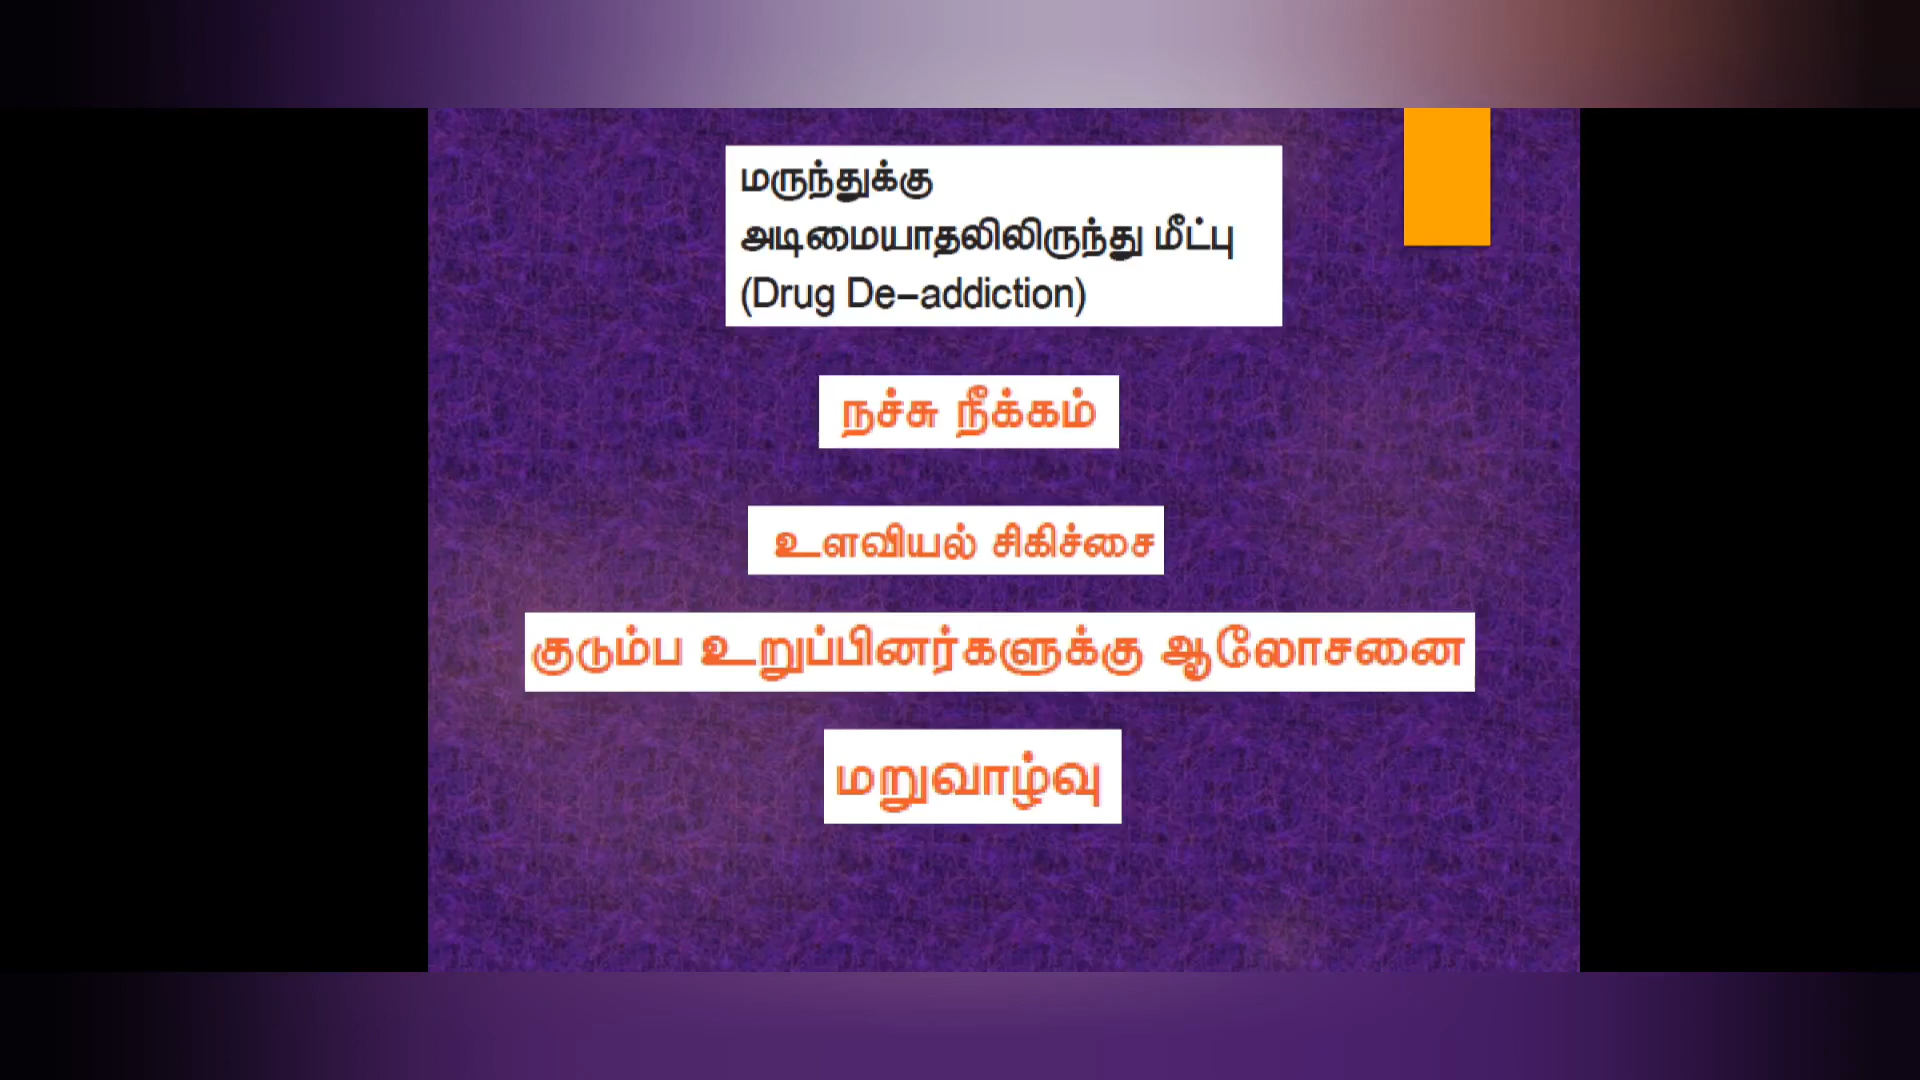 மருந்துக்கு
அடிமையாதலிலிருந்து மீட்பு
(Drug De–addiction)
நச்சு நீக்கம்
உளவியல் சிகிச்சை
குடும்ப உறுப்பினர்களுக்கு ஆலோசனை
மறுவாழ்வு